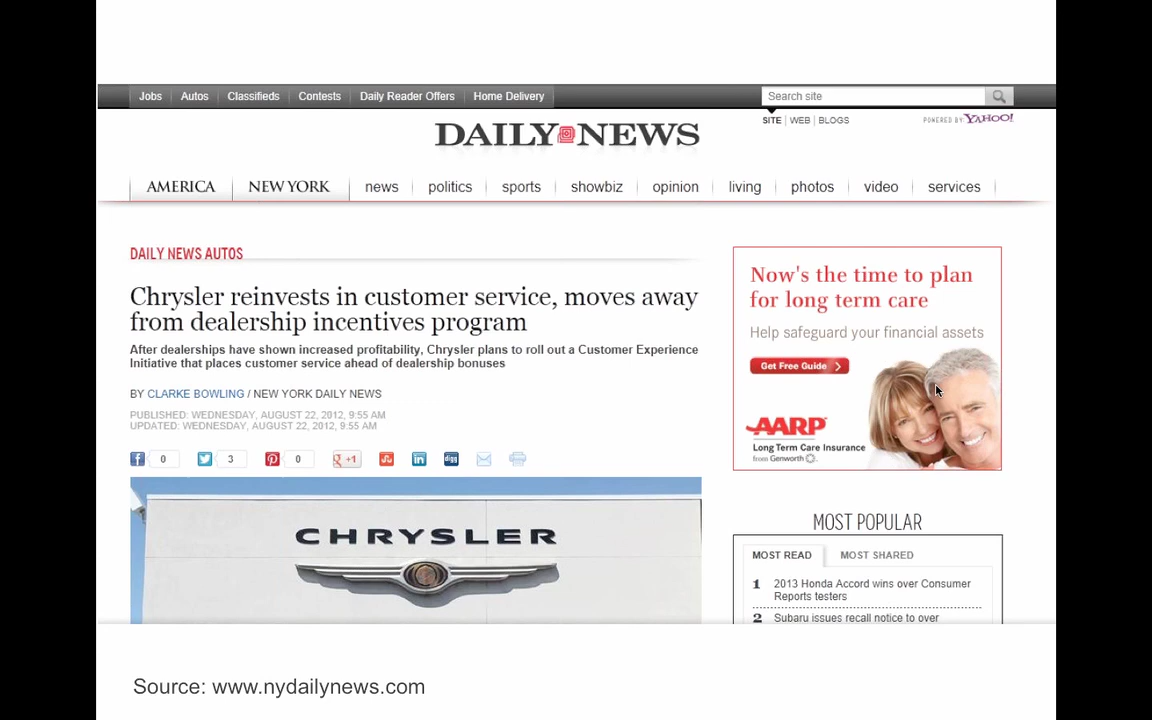 Jobs Autos Classifieds Contests Daily Reader Offers Home Delivery
Search site
SITE | WEB | BLOGS
POWERED BY YAHOO!
DAILY NEWS
AMERICA NEW YORK news politics sports showbiz opinion living photos video services
DAILY NEWS AUTOS
Chrysler reinvests in customer service, moves away
from dealership incentives program
After dealerships have shown increased profitability, Chrysler plans to roll out a Customer Experience
Initiative that places customer service ahead of dealership bonuses
BY CLARKE BOWLING / NEW YORK DAILY NEWS
PUBLISHED: WEDNESDAY, AUGUST 22, 2012, 9:55 AM
UPDATED: WEDNESDAY, AUGUST 22, 2012, 9:55 AM
0 3 0 +1 digg
CHRYSLER
Now's the time to plan
for long term care
Help safeguard your financial assets
Get Free Guide
AARP
Long Term Care Insurance
from Genworth
MOST POPULAR
MOST READ MOST SHARED
1 2013 Honda Accord wins over Consumer
Reports testers
2 Subaru issues recall notice to over
Source: www.nydailynews.com